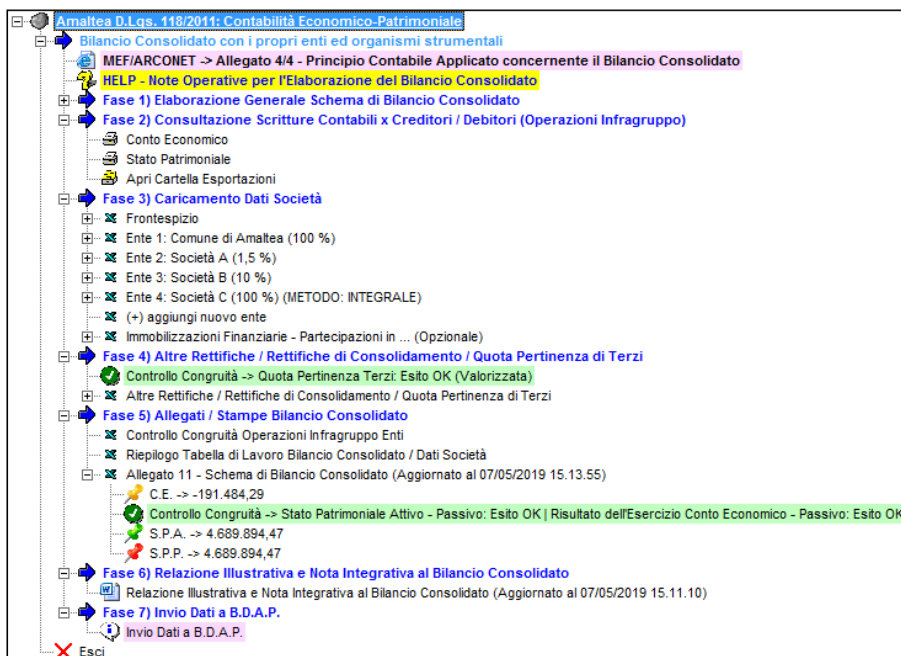 Amaltea D.Lgs. 118/2011: Contabilità Economico-Patrimoniale
Bilancio Consolidato con i propri enti ed organismi strumentali
MEF/ARCONET -> Allegato 4/4 - Principio Contabile Applicato concernente il Bilancio Consolidato
HELP - Note Operative per l'Elaborazione del Bilancio Consolidato
Fase 1) Elaborazione Generale Schema di Bilancio Consolidato
Fase 2) Consultazione Scritture Contabili x Creditori / Debitori (Operazioni Infragruppo)
Conto Economico
Stato Patrimoniale
Apri Cartella Esportazioni
Fase 3) Caricamento Dati Società
Frontespizio
Ente 1: Comune di Amaltea (100 %)
Ente 2: Società A (1,5 %)
Ente 3: Società B (10 %)
Ente 4: Società C (100 %) (METODO: INTEGRALE)
(+) aggiungi nuovo ente
Immobilizzazioni Finanziarie - Partecipazioni in ... (Opzionale)
Fase 4) Altre Rettifiche / Rettifiche di Consolidamento / Quota Pertinenza di Terzi
Controllo Congruità -> Quota Pertinenza Terzi: Esito OK (Valorizzata)
Altre Rettifiche / Rettifiche di Consolidamento / Quota Pertinenza di Terzi
Fase 5) Allegati / Stampe Bilancio Consolidato
Controllo Congruità Operazioni Infragruppo Enti
Riepilogo Tabella di Lavoro Bilancio Consolidato / Dati Società
Allegato 11 - Schema di Bilancio Consolidato (Aggiornato al 07/05/2019 15.13.55)
C.E. -> -191.484,29
Controllo Congruità -> Stato Patrimoniale Attivo - Passivo: Esito OK | Risultato dell'Esercizio Conto Economico - Passivo: Esito OK
S.P.A. -> 4.689.894,47
S.P.P. -> 4.689.894,47
Fase 6) Relazione Illustrativa e Nota Integrativa al Bilancio Consolidato
Relazione Illustrativa e Nota Integrativa al Bilancio Consolidato (Aggiornato al 07/05/2019 15.11.10)
Fase 7) Invio Dati a B.D.A.P.
Invio Dati a B.D.A.P.
Esci